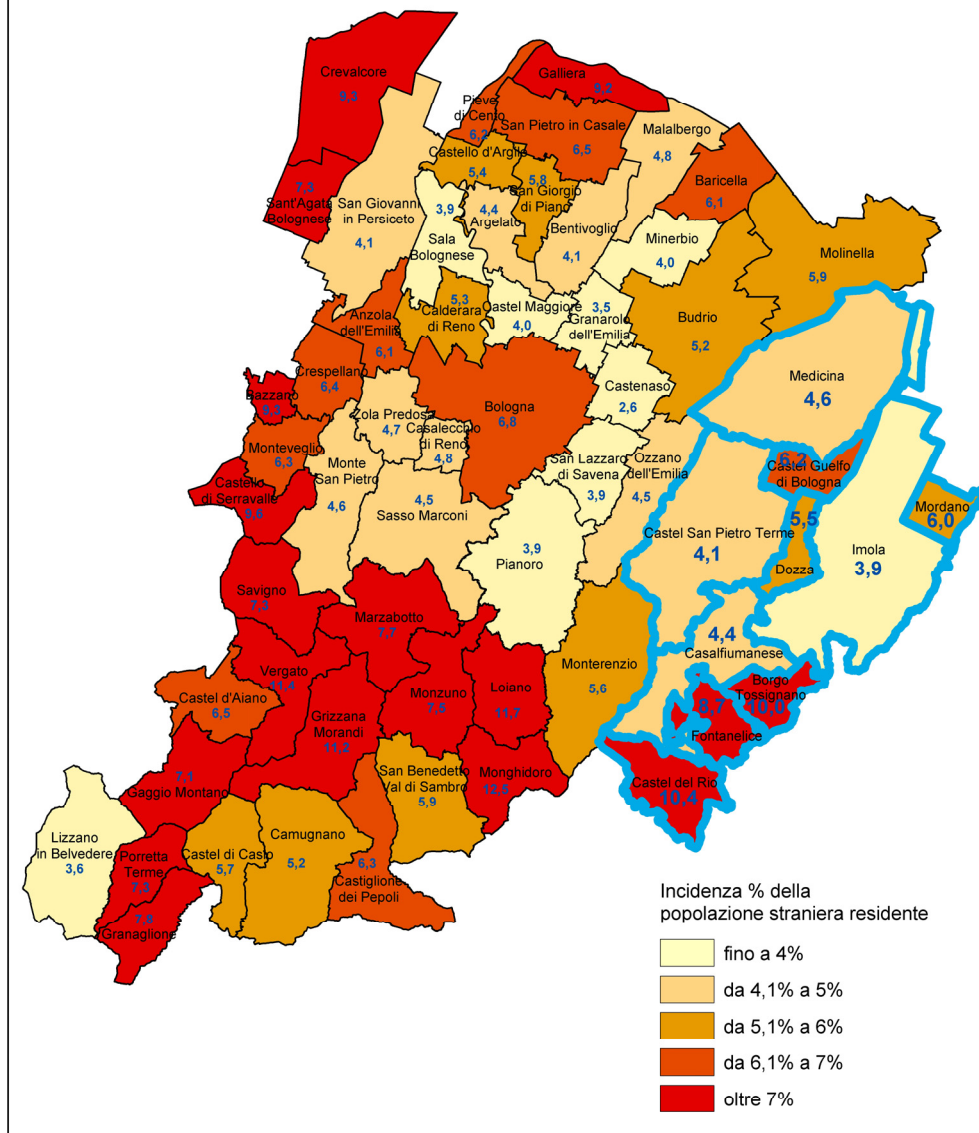 Crevalcore
9,3
Galliera
9,2
Pieve
di Cento
6,2
San Pietro in Casale
6,5
Malalbergo
4,8
Castello d'Argile
5,4
5,8
San Giorgio
di Piano
Baricella
6,1
7,3
Sant'Agata
Bolognese
San Giovanni
in Persiceto
4,1
3,9
Sala
Bolognese
4,4
Argelato
Bentivoglio
4,1
Minerbio
4,0
Molinella
5,9
5,3
Calderara
di Reno
Castel Maggiore
4,0
3,5
Granarolo
dell'Emilia
Budrio
5,2
Anzola
dell'Emilia
6,1
Crespellano
6,4
Bazzano
Castenaso
2,6
Medicina
4,6
Bologna
6,8
Zola Predosa
4,7
Casalecchio
di Reno
4,8
Monteveglio
6,3
Monte
San Pietro
4,6
San Lazzaro
di Savena
3,9
Ozzano
dell'Emilia
4,5
6,2
Castel Guelfo
di Bologna
Castello
di Serravalle
4,5
Sasso Marconi
Mordano
6,0
5,5
Dozza
Castel San Pietro Terme
4,1
Imola
3,9
3,9
Pianoro
Savigno
7,3
Marzabotto
7,7
4,4
Casalfiumanese
Monterenzio
5,6
Vergato
11,4
Monzuno
Loiano
11,7
Borgo
Tossignano
10,0
8,7
Fontanelice
Castel d'Aiano
6,5
Grizzana
Morandi
11,2
7,1
Gaggio Montano
San Benedetto
Val di Sambro
5,9
Monghidoro
Castel del Rio
10,4
Lizzano
in Belvedere
3,6
Porretta
Terme
7,3
Castel di Casio
5,7
Camugnano
5,2
6,3
Castiglione
dei Pepoli
Granaglione
Incidenza % della
popolazione straniera residente
fino a 4%
da 4,1% a 5%
da 5,1% a 6%
da 6,1% a 7%
oltre 7%